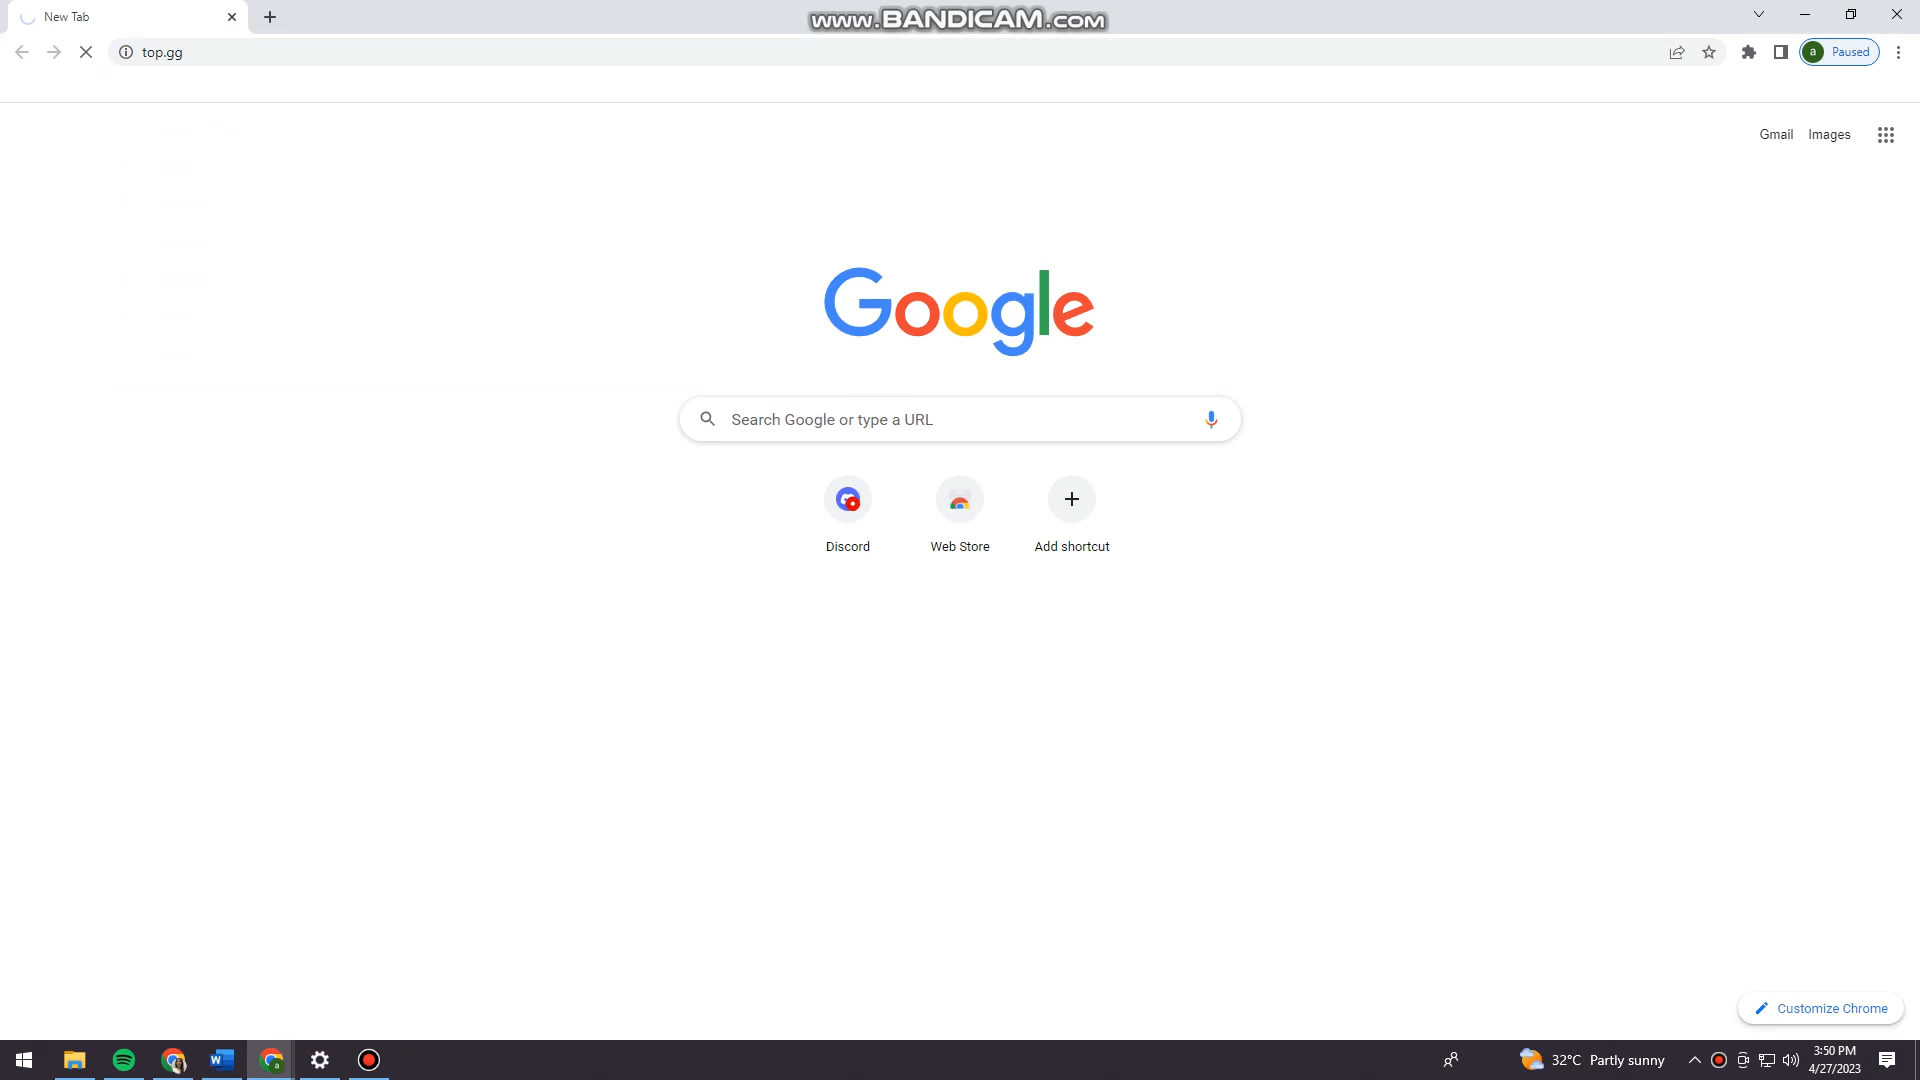 New Tab
www.BANDICAM.com
top.gg
a
Paused
Gmail
Images
Google
Search Google or type a URL
Discord
Web Store
Add shortcut
Customize Chrome
W
a
32°C Partly sunny
3:50 PM
4/27/2023